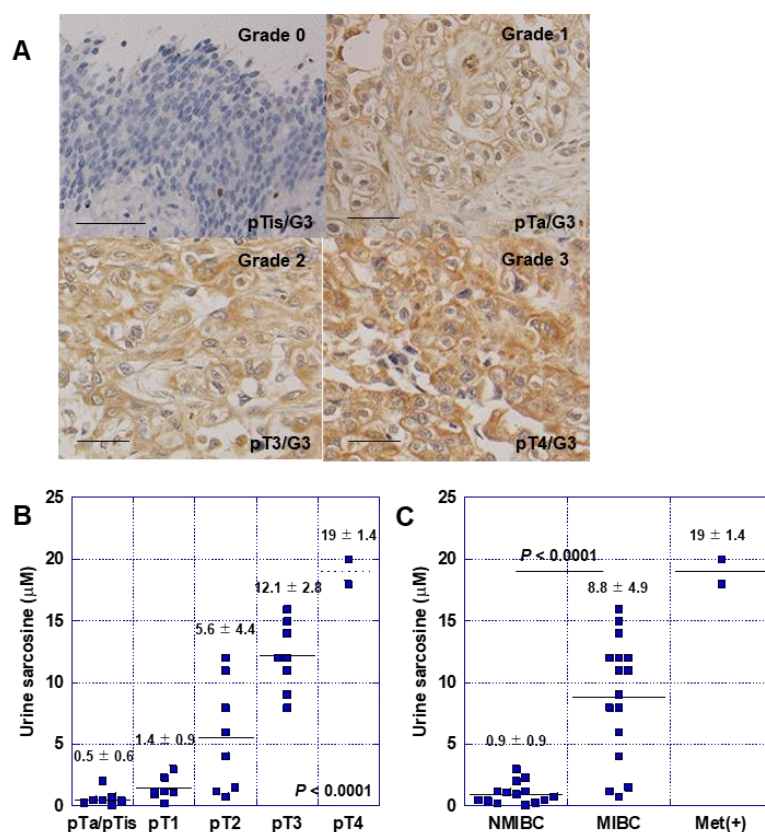 A
Grade 0
Grade 1
pTis/G3
pTa/G3
Grade 2
Grade 3
pT3/G3
pT4/G3
B
25
20
15
10
5
0
Urine sarcosine (μM)
0.5 ± 0.6
1.4 ± 0.9
5.6 ± 4.4
12.1 ± 2.8
19 ± 1.4
P < 0.0001
pTa/pTis pT1 pT2 pT3 pT4
C
25
20
15
10
5
0
Urine sarcosine (μM)
19 ± 1.4
P < 0.0001
8.8 ± 4.9
0.9 ± 0.9
NMIBC MIBC Met(+)